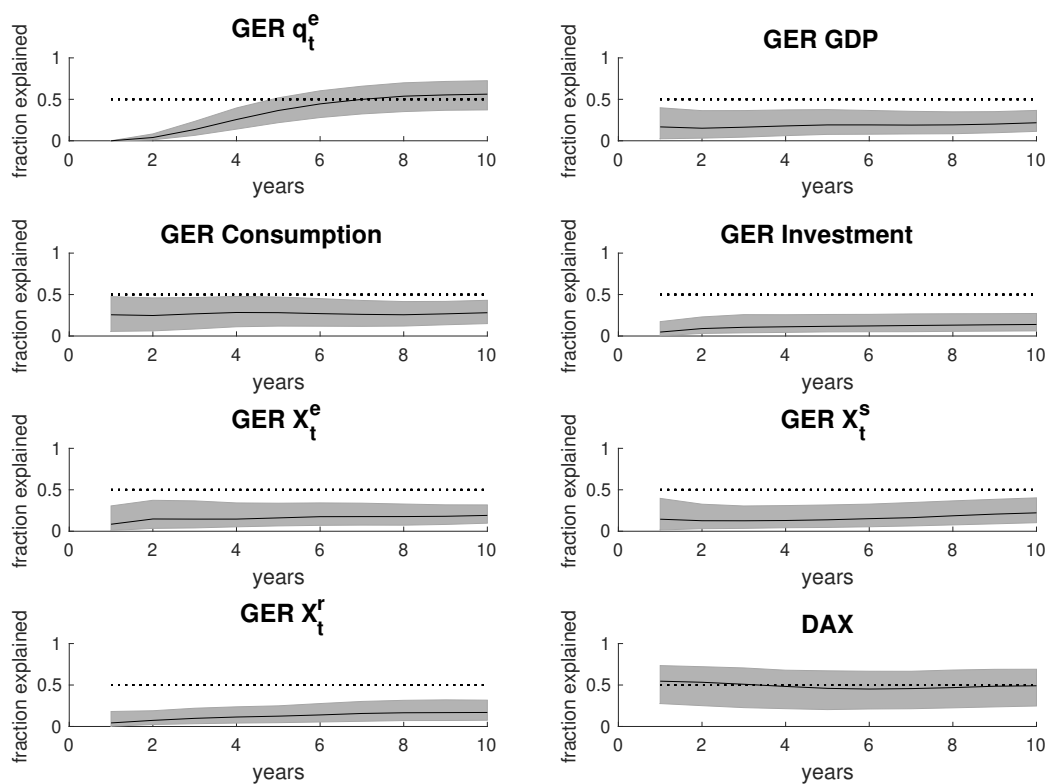 GER q_t^e
fraction explained
1
0.5
0
0 2 4 6 8 10
years
GER GDP
fraction explained
1
0.5
0
0 2 4 6 8 10
years
GER Consumption
fraction explained
1
0.5
0
0 2 4 6 8 10
years
GER Investment
fraction explained
1
0.5
0
0 2 4 6 8 10
years
GER X_t^e
fraction explained
1
0.5
0
0 2 4 6 8 10
years
GER X_t^s
fraction explained
1
0.5
0
0 2 4 6 8 10
years
GER X_t^r
fraction explained
1
0.5
0
0 2 4 6 8 10
years
DAX
fraction explained
1
0.5
0
0 2 4 6 8 10
years